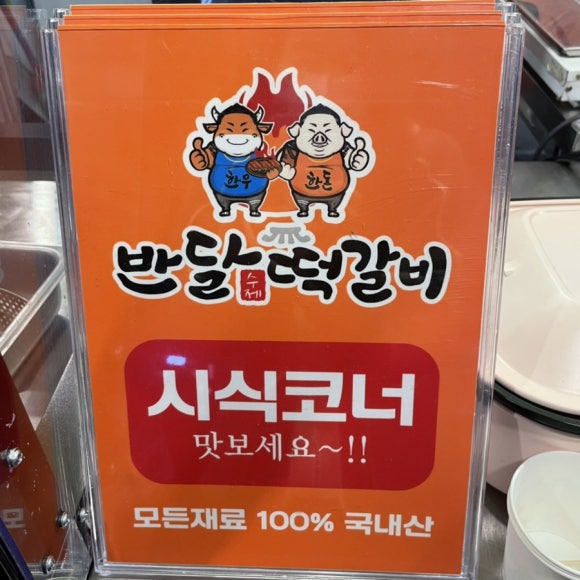 한우 한돈
반달 수제 떡갈비
시식코너
맛보세요~!!
모든재료 100% 국내산
모